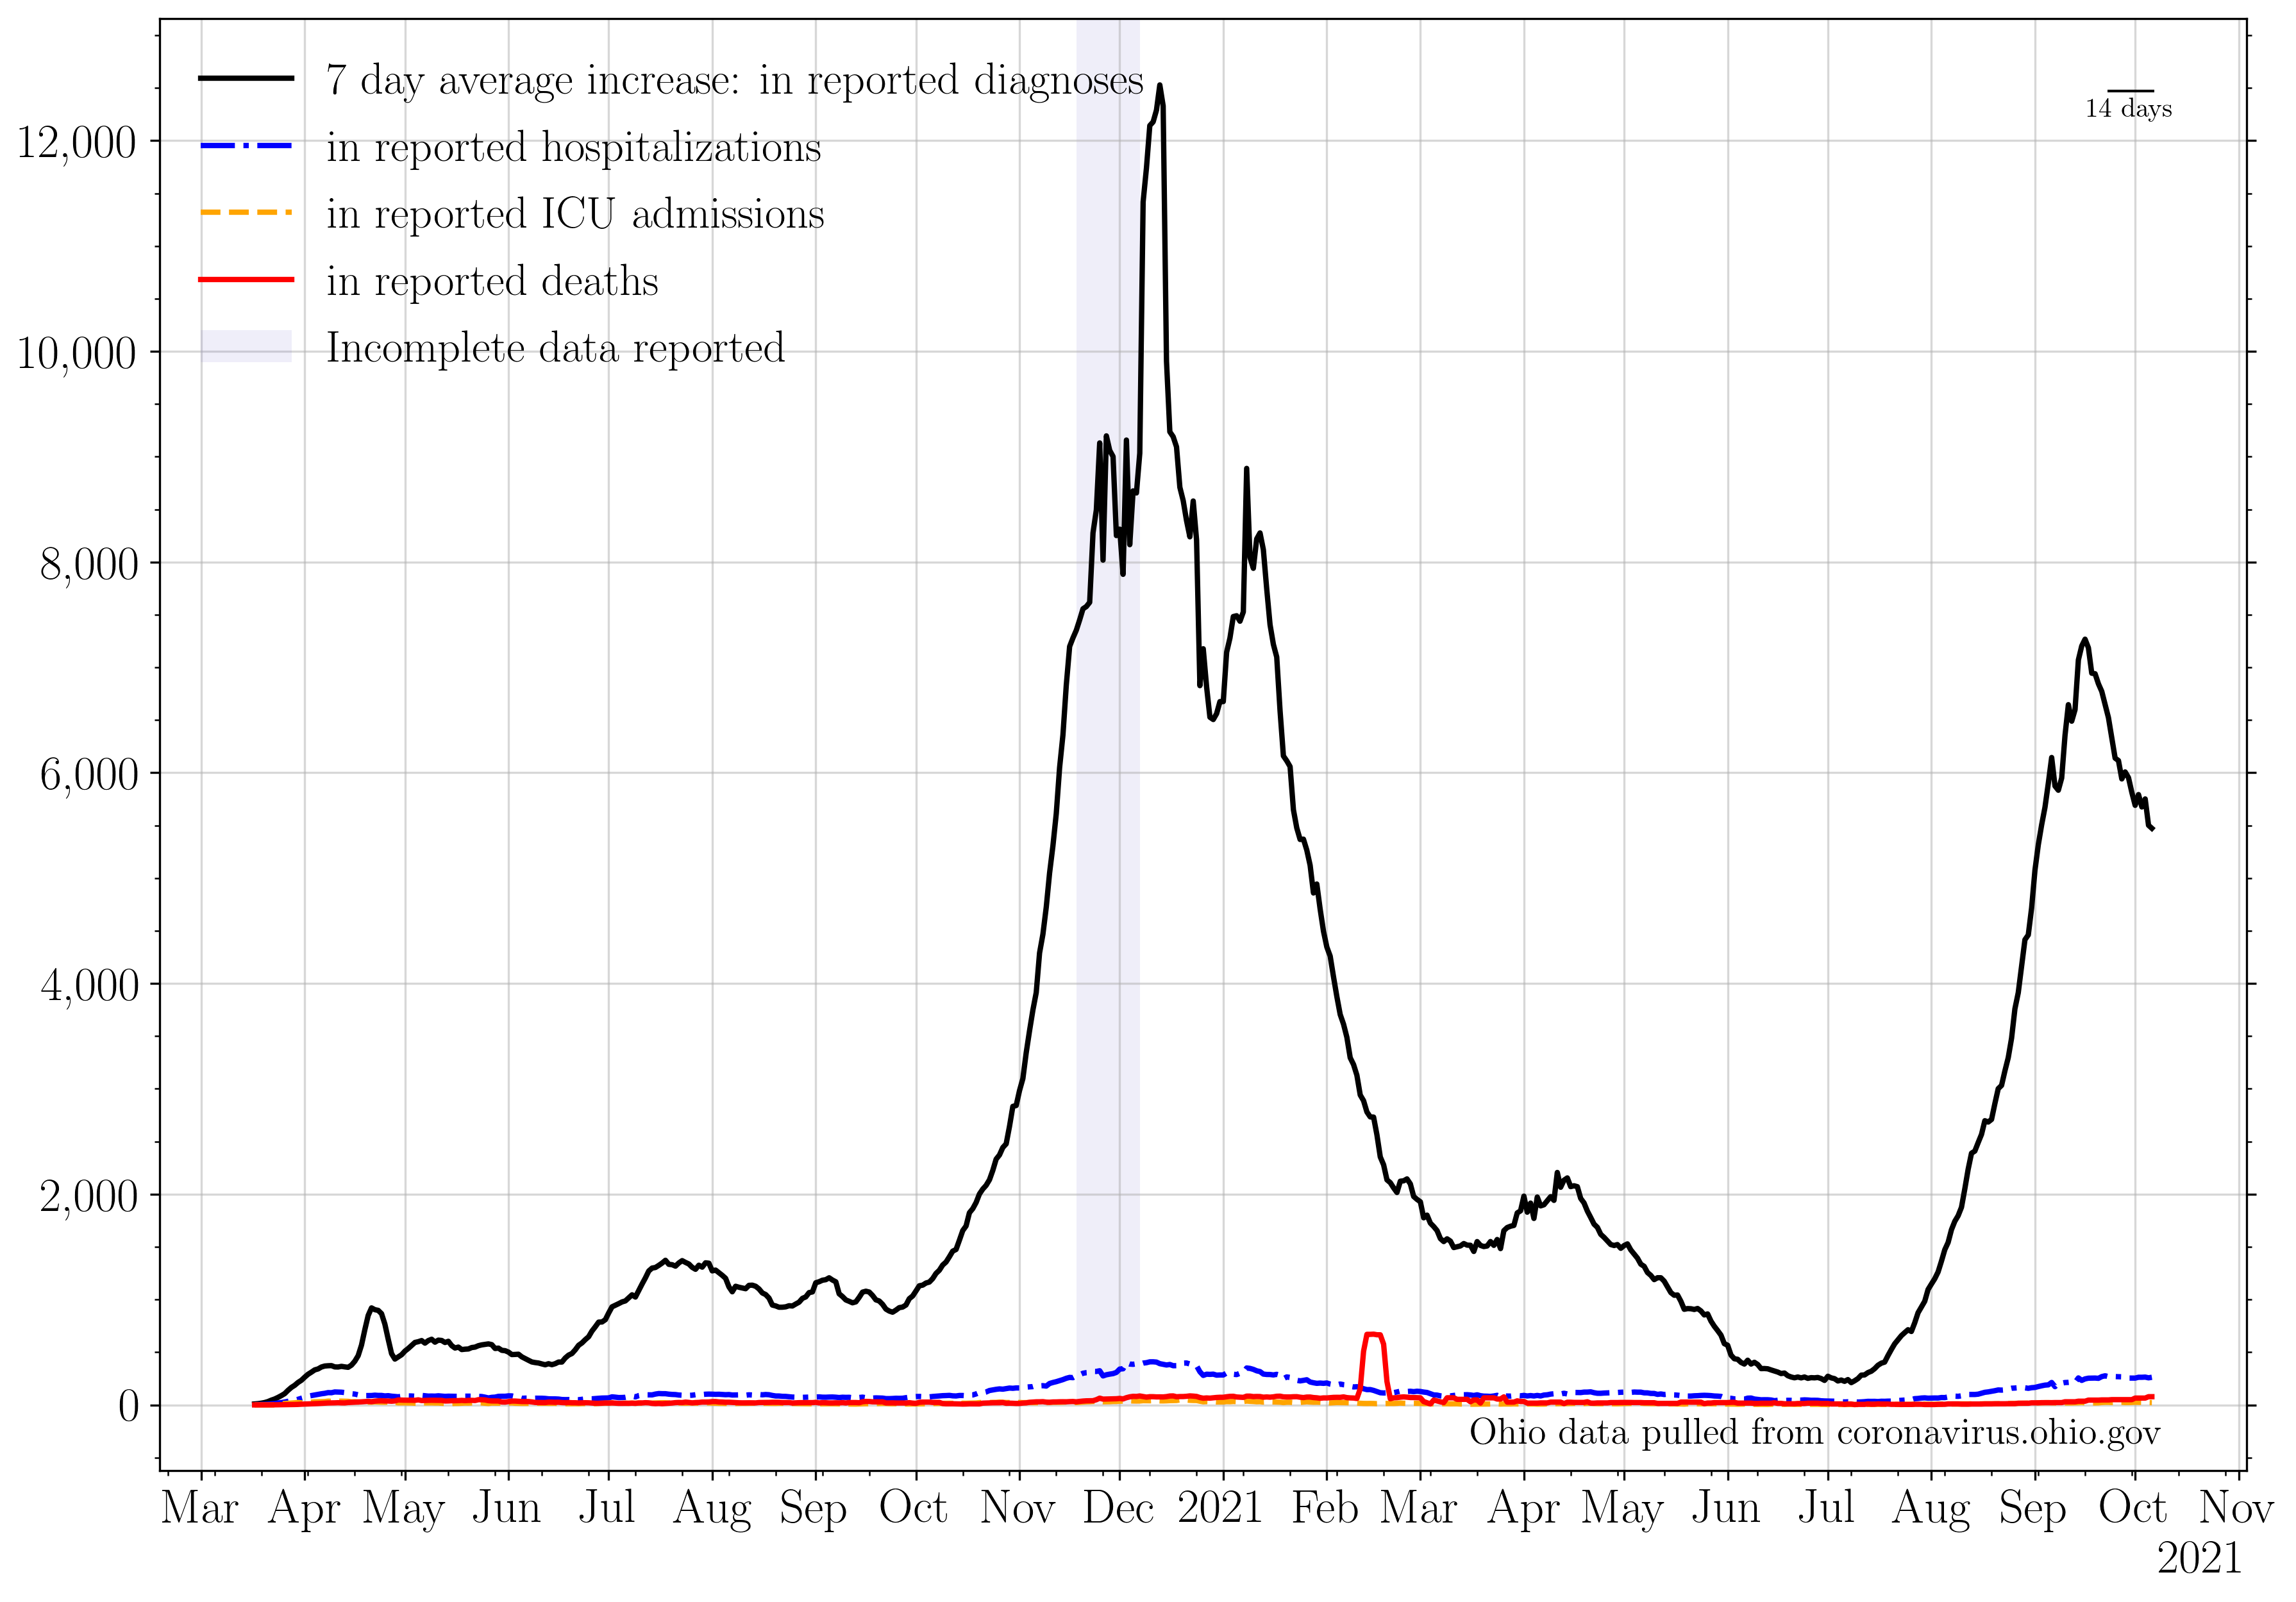 7 day average increase: in reported diagnoses
in reported hospitalizations
in reported ICU admissions
in reported deaths
Incomplete data reported
14 days
12,000
10,000
8,000
6,000
4,000
2,000
0
Ohio data pulled from coronavirus.ohio.gov
Mar Apr May Jun Jul Aug Sep Oct Nov Dec 2021 Feb Mar Apr May Jun Jul Aug Sep Oct Nov
2021